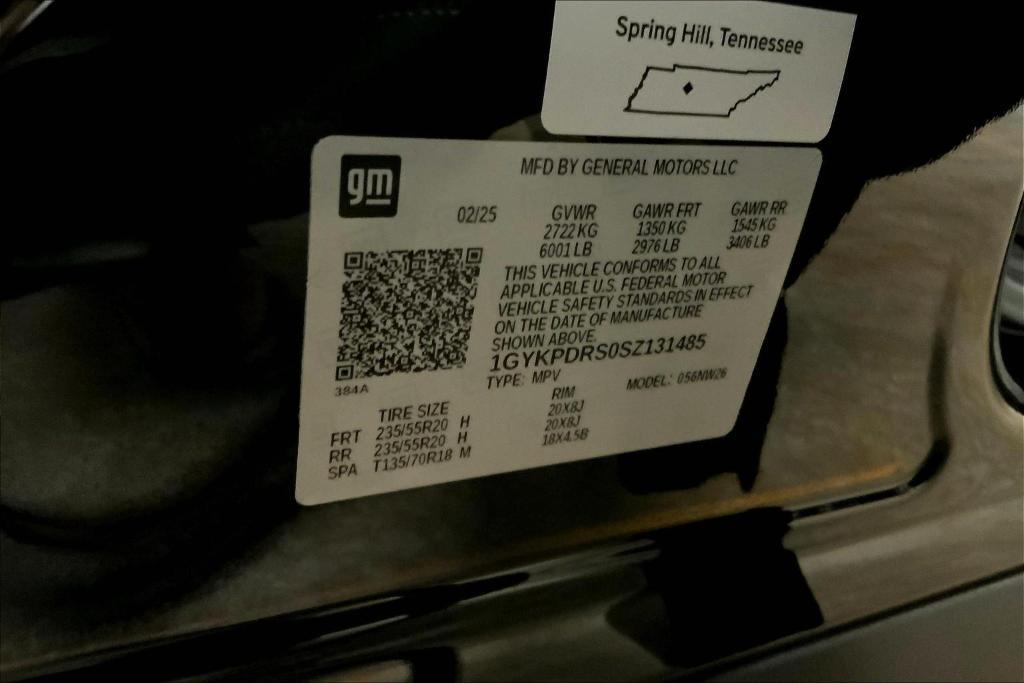 Spring Hill, Tennessee
gm
MFD BY GENERAL MOTORS LLC
02/25
GVWR GAWR FRT GAWR RR
2722 KG 1350 KG 1545 KG
6001 LB 2976 LB 3406 LB
THIS VEHICLE CONFORMS TO ALL
APPLICABLE U.S. FEDERAL MOTOR
VEHICLE SAFETY STANDARDS IN EFFECT
ON THE DATE OF MANUFACTURE
SHOWN ABOVE.
1GYKPDRS0SZ131485
TYPE: MPV MODEL: 056NW26
384A
TIRE SIZE RIM
FRT 235/55R20 H 20X8J
RR 235/55R20 H 20X8J
SPA T135/70R18 M 18X4.5B